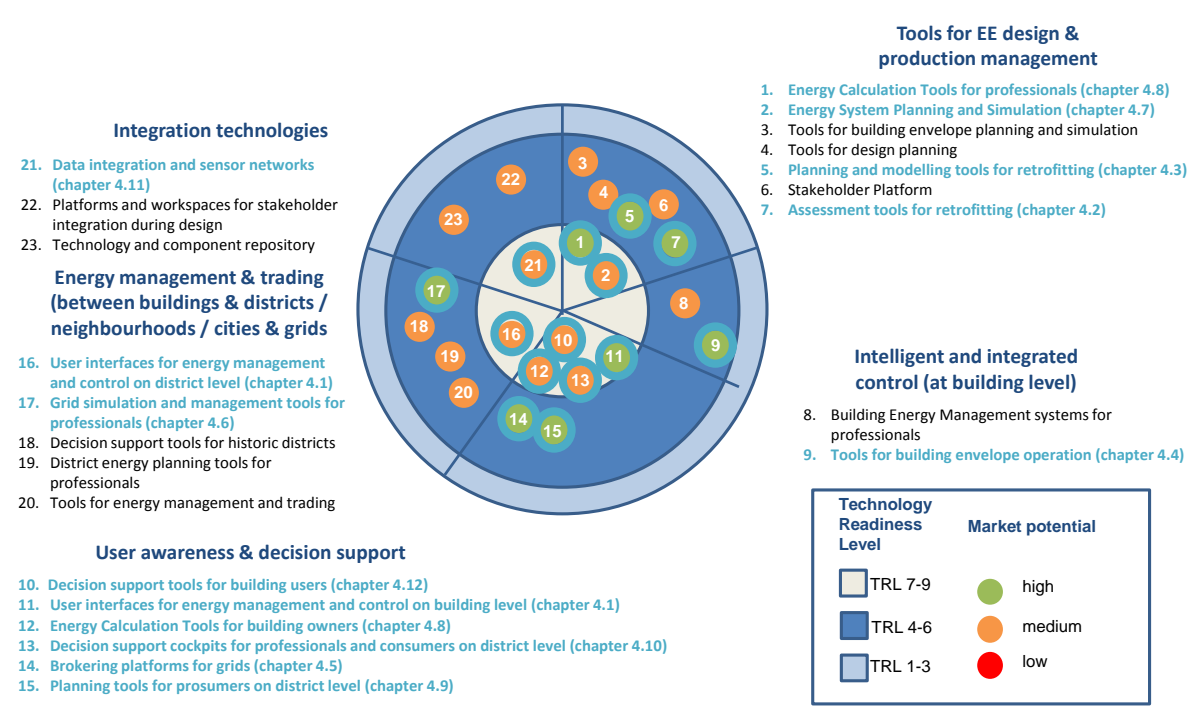 Tools for EE design &
production management
1. Energy Calculation Tools for professionals (chapter 4.8)
2. Energy System Planning and Simulation (chapter 4.7)
3. Tools for building envelope planning and simulation
4. Tools for design planning
5. Planning and modelling tools for retrofitting (chapter 4.3)
6. Stakeholder Platform
7. Assessment tools for retrofitting (chapter 4.2)
Integration technologies
21. Data integration and sensor networks
(chapter 4.11)
22. Platforms and workspaces for stakeholder
integration during design
23. Technology and component repository
Energy management & trading
(between buildings & districts /
neighbourhoods / cities & grids
16. User interfaces for energy management
and control on district level (chapter 4.1)
17. Grid simulation and management tools for
professionals (chapter 4.6)
18. Decision support tools for historic districts
19. District energy planning tools for
professionals
20. Tools for energy management and trading
3
22
4
6
5
23
7
1
21
2
17
8
18
16
10
9
19
11
12
13
20
14
15
Intelligent and integrated
control (at building level)
8. Building Energy Management systems for
professionals
9. Tools for building envelope operation (chapter 4.4)
User awareness & decision support
10. Decision support tools for building users (chapter 4.12)
11. User interfaces for energy management and control on building level (chapter 4.1)
12. Energy Calculation Tools for building owners (chapter 4.8)
13. Decision support cockpits for professionals and consumers on district level (chapter 4.10)
14. Brokering platforms for grids (chapter 4.5)
15. Planning tools for prosumers on district level (chapter 4.9)
Technology
Readiness
Level
TRL 7-9
TRL 4-6
TRL 1-3
Market potential
high
medium
low